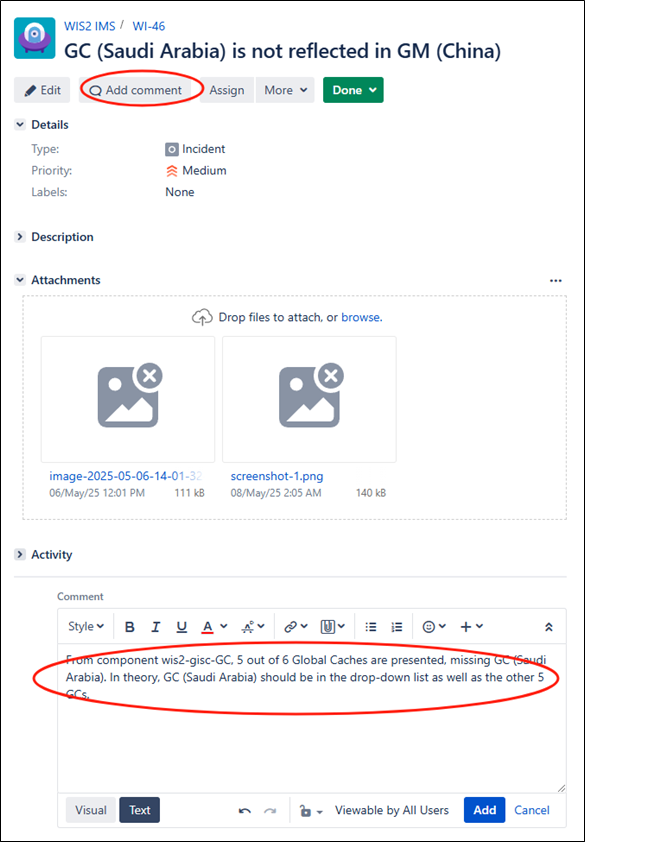 WIS2 IMS / WI-46
GC (Saudi Arabia) is not reflected in GM (China)
Edit Add comment Assign More Done
Details
Type: Incident
Priority: Medium
Labels: None
Description
Attachments
Drop files to attach, or browse.
image-2025-05-06-14-01-32 screenshot-1.png
06/May/25 12:01 PM 111 kB 08/May/25 2:05 AM 140 kB
Activity
Comment
Style B I U A
From component wis2-gisc-GC, 5 out of 6 Global Caches are presented, missing GC (Saudi
Arabia). In theory, GC (Saudi Arabia) should be in the drop-down list as well as the other 5
GCs.
Visual Text Viewable by All Users Add Cancel